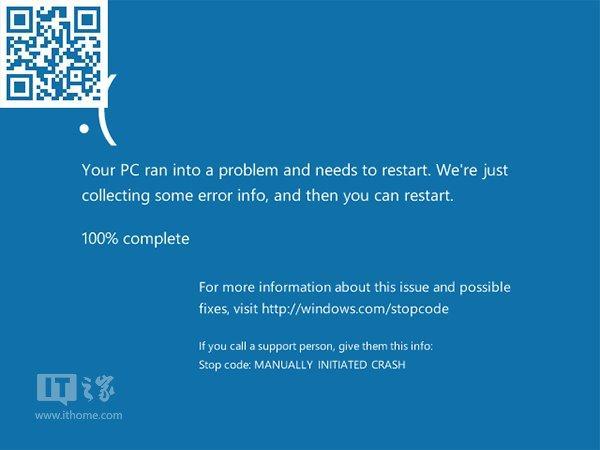 :(
Your PC ran into a problem and needs to restart. We're just
collecting some error info, and then you can restart.
100% complete
For more information about this issue and possible
fixes, visit http://windows.com/stopcode
If you call a support person, give them this info:
Stop code: MANUALLY INITIATED CRASH
IT之家
www.ithome.com